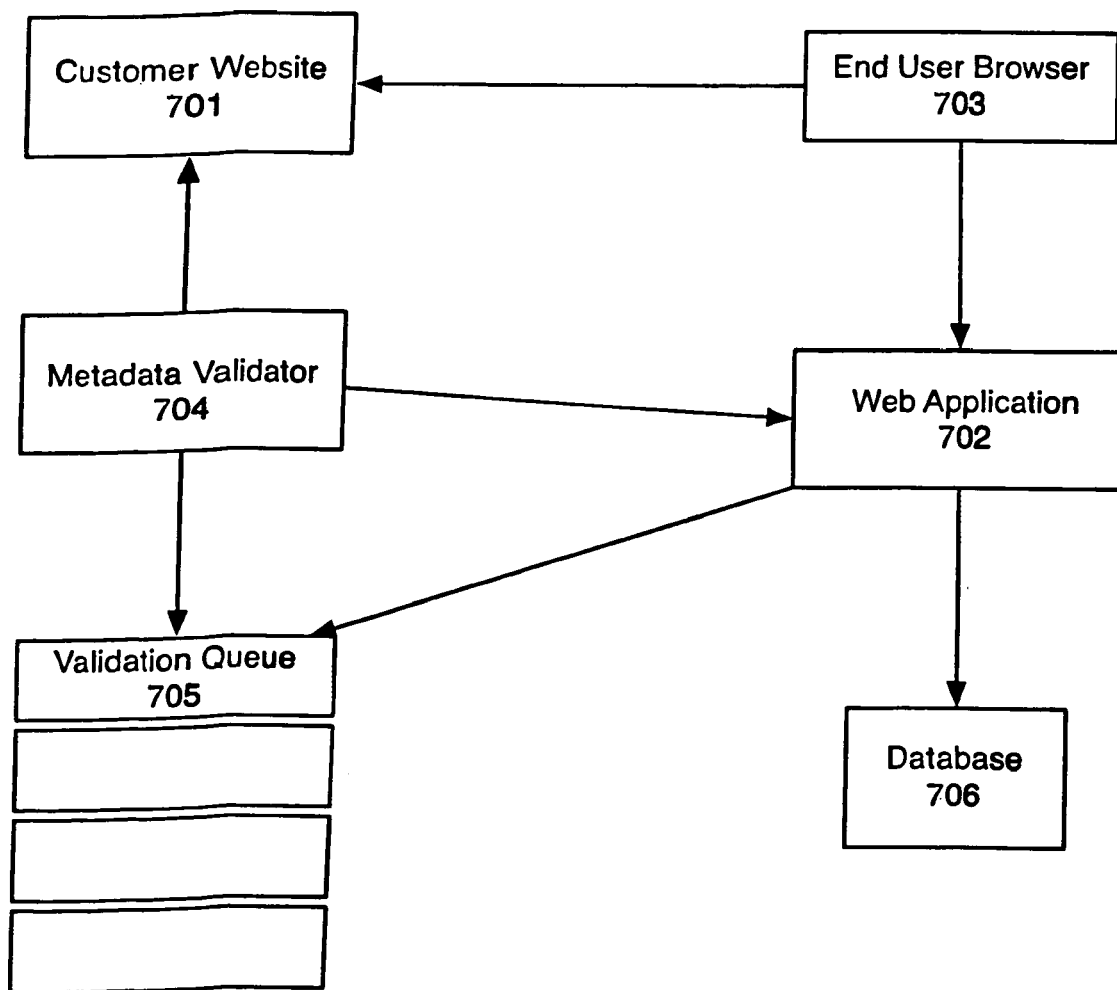 Customer Website
701
End User Browser
703
Metadata Validator
704
Web Application
702
Validation Queue
705
Database
706